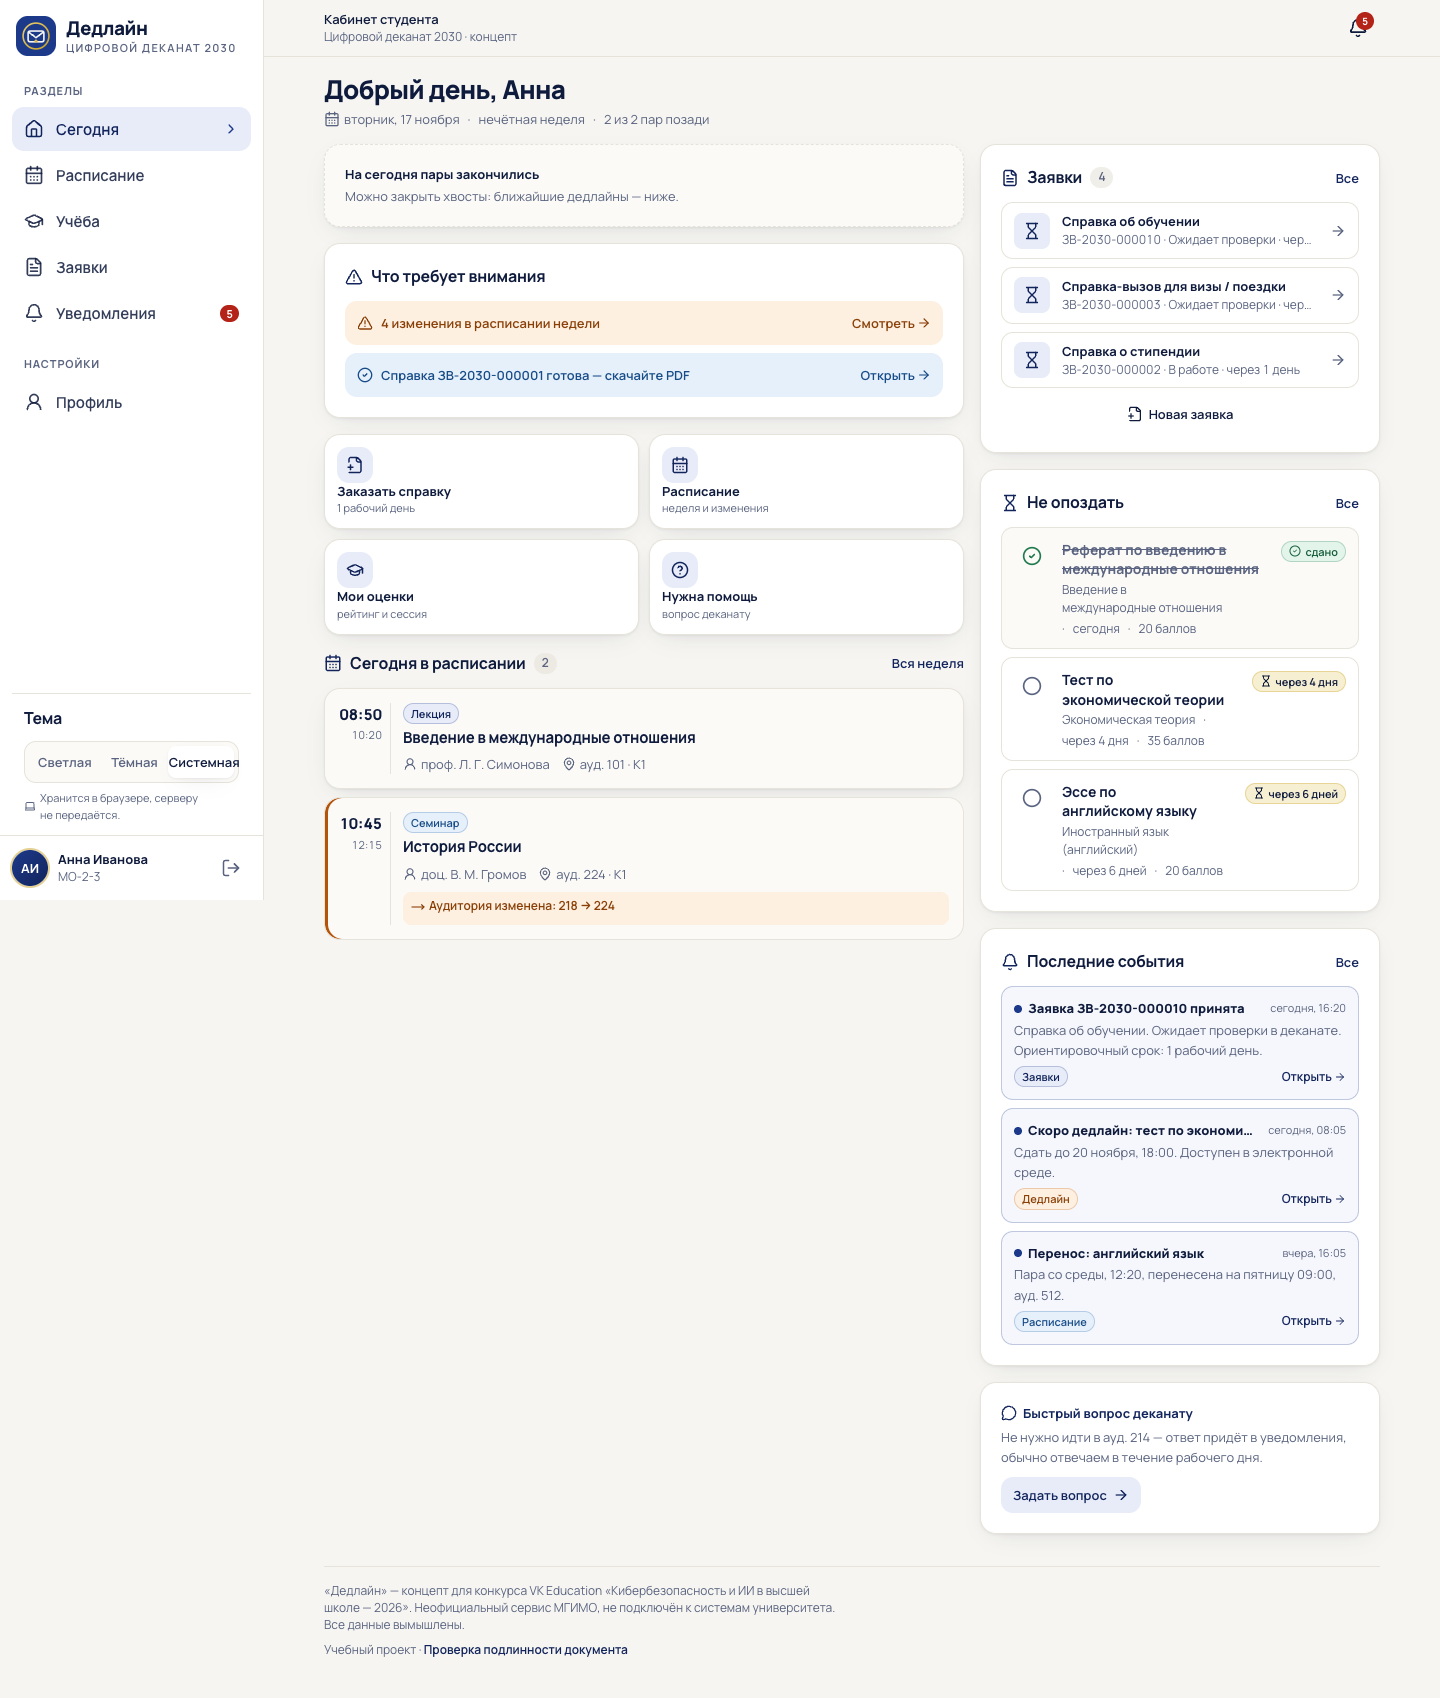 Дедлайн
ЦИФРОВОЙ ДЕКАНАТ 2030
РАЗДЕЛЫ
Сегодня
Расписание
Учёба
Заявки
Уведомления
5
НАСТРОЙКИ
Профиль
Тема
Светлая
Тёмная
Системная
Хранится в браузере, серверу
не передаётся.
АИ
Анна Иванова
МО-2-3
Кабинет студента
Цифровой деканат 2030 · концепт
5
Добрый день, Анна
вторник, 17 ноября · нечётная неделя · 2 из 2 пар позади
На сегодня пары закончились
Можно закрыть хвосты: ближайшие дедлайны — ниже.
Что требует внимания
4 изменения в расписании недели
Смотреть →
Справка ЗВ-2030-000001 готова — скачайте PDF
Открыть →
Заказать справку
1 рабочий день
Расписание
неделя и изменения
Мои оценки
рейтинг и сессия
Нужна помощь
вопрос деканату
Сегодня в расписании 2
Вся неделя
08:50
10:20
Лекция
Введение в международные отношения
проф. Л. Г. Симонова
ауд. 101 · К1
10:45
12:15
Семинар
История России
доц. В. М. Громов
ауд. 224 · К1
Аудитория изменена: 218 → 224
Заявки 4
Все
Справка об обучении
ЗВ-2030-000010 · Ожидает проверки · чер…
Справка-вызов для визы / поездки
ЗВ-2030-000003 · Ожидает проверки · чер…
Справка о стипендии
ЗВ-2030-000002 · В работе · через 1 день
Новая заявка
Не опоздать
Все
Реферат по введению в
международные отношения
сдано
Введение в
международные отношения
· сегодня · 20 баллов
Тест по
экономической теории
через 4 дня
Экономическая теория ·
через 4 дня · 35 баллов
Эссе по
английскому языку
через 6 дней
Иностранный язык
(английский)
· через 6 дней · 20 баллов
Последние события
Все
Заявка ЗВ-2030-000010 принята
сегодня, 16:20
Справка об обучении. Ожидает проверки в деканате.
Ориентировочный срок: 1 рабочий день.
Заявки
Открыть →
Скоро дедлайн: тест по экономи…
сегодня, 08:05
Сдать до 20 ноября, 18:00. Доступен в электронной
среде.
Дедлайн
Открыть →
Перенос: английский язык
вчера, 16:05
Пара со среды, 12:20, перенесена на пятницу 09:00,
ауд. 512.
Расписание
Открыть →
Быстрый вопрос деканату
Не нужно идти в ауд. 214 — ответ придёт в уведомления,
обычно отвечаем в течение рабочего дня.
Задать вопрос →
«Дедлайн» — концепт для конкурса VK Education «Кибербезопасность и ИИ в высшей
школе — 2026». Неофициальный сервис МГИМО, не подключён к системам университета.
Все данные вымышлены.
Учебный проект · Проверка подлинности документа